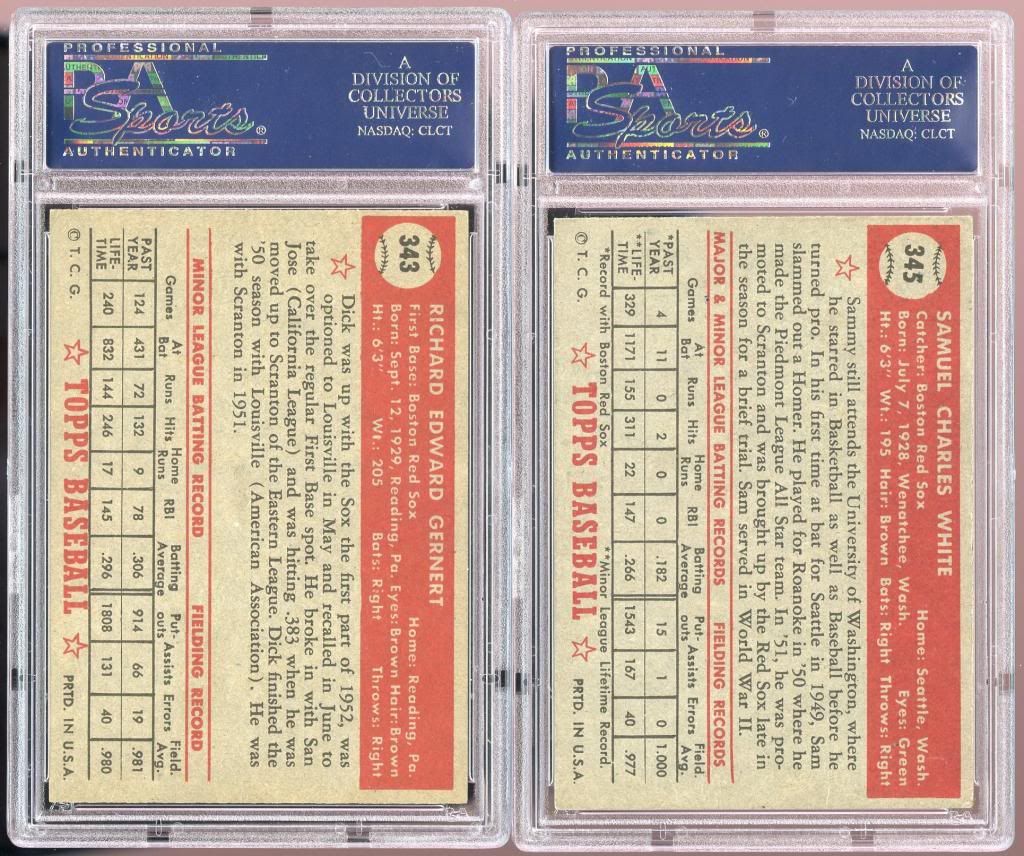 PROFESSIONAL
PSA
Sports®
AUTHENTICATOR
A
DIVISION OF
COLLECTORS
UNIVERSE
NASDAQ: CLCT
343
RICHARD EDWARD GERNERT
First Base: Boston Red Sox Home: Reading, Pa.
Born: Sept. 12, 1929, Reading, Pa. Eyes: Brown Hair: Brown
Ht.: 6'3" Wt.: 205 Bats: Right Throws: Right
Dick was up with the Sox the first part of 1952, was
optioned to Louisville in May and recalled in June to
take over the regular First Base spot. He broke in with San
Jose (California League) and was hitting .383 when he was
moved up to Scranton of the Eastern League. Dick finished the
'50 season with Louisville (American Association). He was
with Scranton in 1951.
MINOR LEAGUE BATTING RECORD FIELDING RECORD
Games At Bat Runs Hits Home Runs RBI Batting Average Put-outs Assists Errors Field. Avg.
PAST YEAR 124 431 72 132 9 78 .306 914 66 19 .981
LIFE-TIME 240 832 144 246 17 145 .296 1808 131 40 .980
© T. C. G. TOPPS BASEBALL PRTD. IN U.S.A.
PROFESSIONAL
PSA
Sports®
AUTHENTICATOR
A
DIVISION OF
COLLECTORS
UNIVERSE
NASDAQ: CLCT
345
SAMUEL CHARLES WHITE
Catcher: Boston Red Sox Home: Seattle, Wash.
Born: July 7, 1928, Wenatchee, Wash. Eyes: Green
Ht.: 6'3" Wt.: 195 Hair: Brown Bats: Right Throws: Right
Sammy still attends the University of Washington, where
he starred in Basketball as well as Baseball before he
turned pro. In his first time at bat for Seattle in 1949, Sam
slammed out a Homer. He played for Roanoke in '50 where he
made the Piedmont League All Star team. In '51, he was pro-
moted to Scranton and was brought up by the Red Sox late in
the season for a brief trial. Sam served in World War II.
MAJOR & MINOR LEAGUE BATTING RECORDS FIELDING RECORDS
Games At Bat Runs Hits Home Runs RBI Batting Average Put-outs Assists Errors Field. Avg.
*PAST YEAR 4 11 0 2 0 0 .182 15 1 0 1.000
**LIFE-TIME 329 1171 155 311 22 147 .266 1543 167 40 .977
*Record with Boston Red Sox **Minor League Lifetime Record.
© T. C. G. TOPPS BASEBALL PRTD. IN U.S.A.